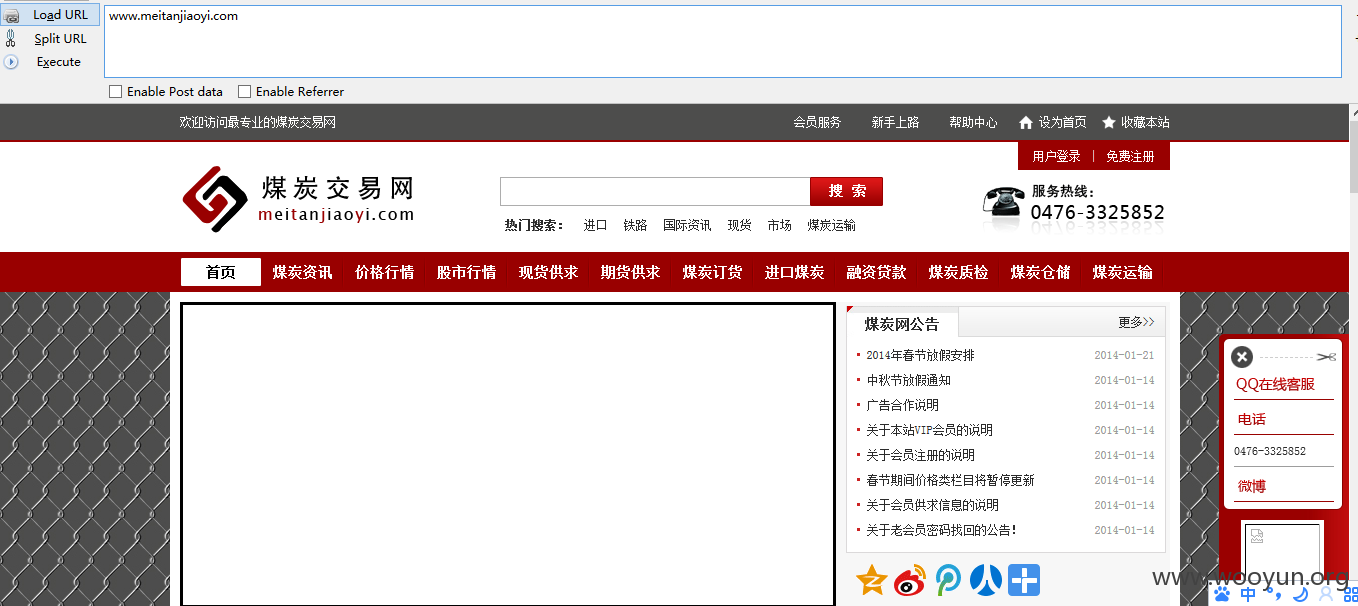 Load URL
www.meitanjiaoyi.com
Split URL
Execute
Enable Post data Enable Referrer
欢迎访问最专业的煤炭交易网 会员服务 新手上路 帮助中心 设为首页 收藏本站
用户登录 | 免费注册
煤炭交易网
meitanjiaoyi.com
搜 索
服务热线：
0476-3325852
热门搜索： 进口 铁路 国际资讯 现货 市场 煤炭运输
首页 煤炭资讯 价格行情 股市行情 现货供求 期货供求 煤炭订货 进口煤炭 融资贷款 煤炭质检 煤炭仓储 煤炭运输
煤炭网公告 更多>>
2014年春节放假安排 2014-01-21
中秋节放假通知 2014-01-14
广告合作说明 2014-01-14
关于本站VIP会员的说明 2014-01-14
关于会员注册的说明 2014-01-14
春节期间价格类栏目将暂停更新 2014-01-14
关于会员供求信息的说明 2014-01-14
关于老会员密码找回的公告！ 2014-01-14
QQ在线客服
电话
0476-3325852
微博
www.wooyun.org
中